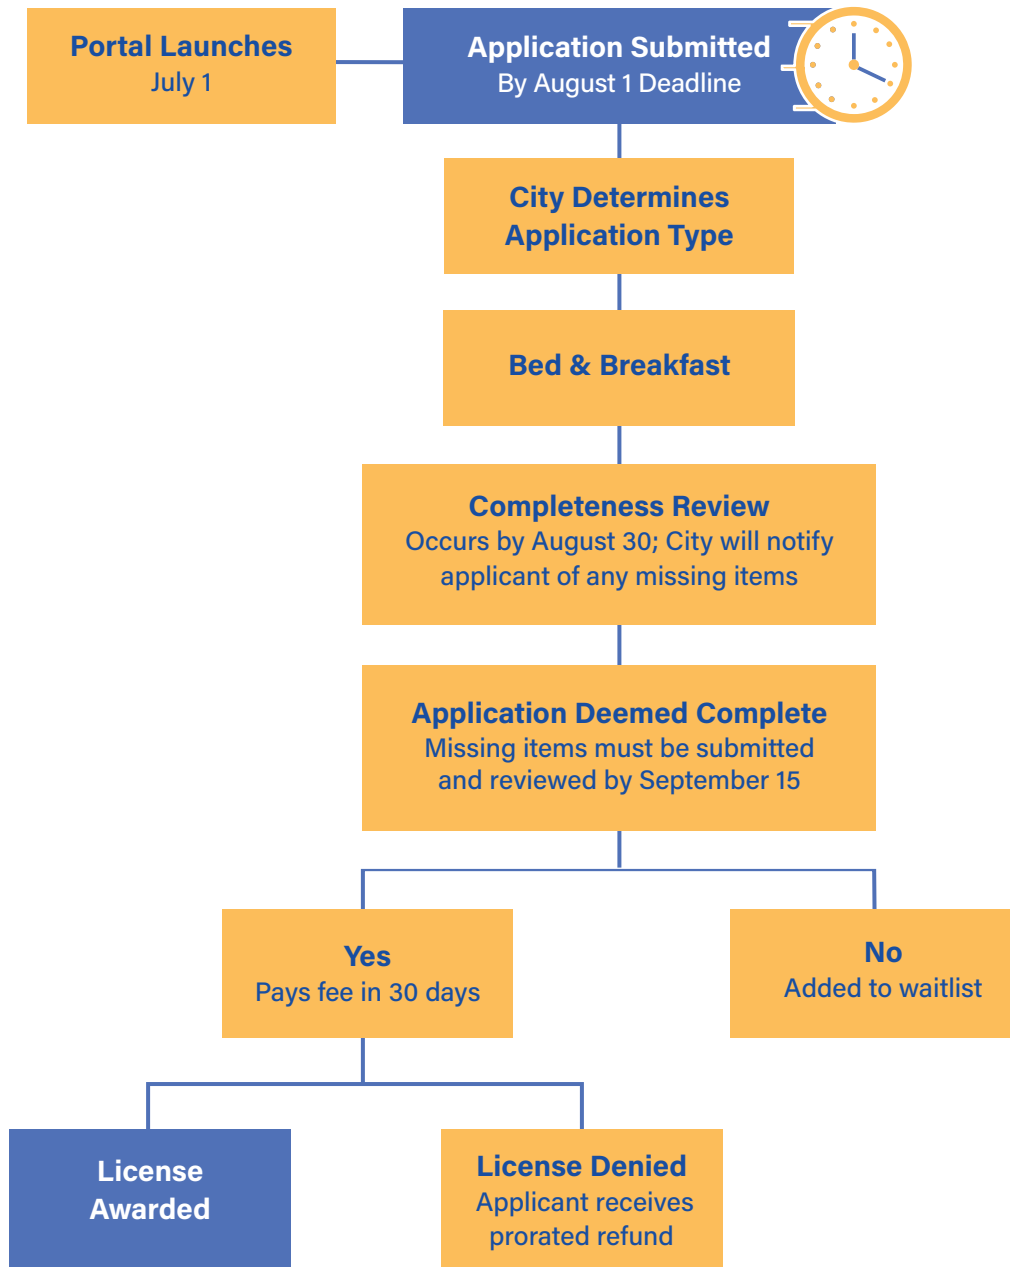 Portal Launches
July 1
Application Submitted
By August 1 Deadline
City Determines
Application Type
Bed & Breakfast
Completeness Review
Occurs by August 30; City will notify
applicant of any missing items
Application Deemed Complete
Missing items must be submitted
and reviewed by September 15
Yes
Pays fee in 30 days
No
Added to waitlist
License
Awarded
License Denied
Applicant receives
prorated refund